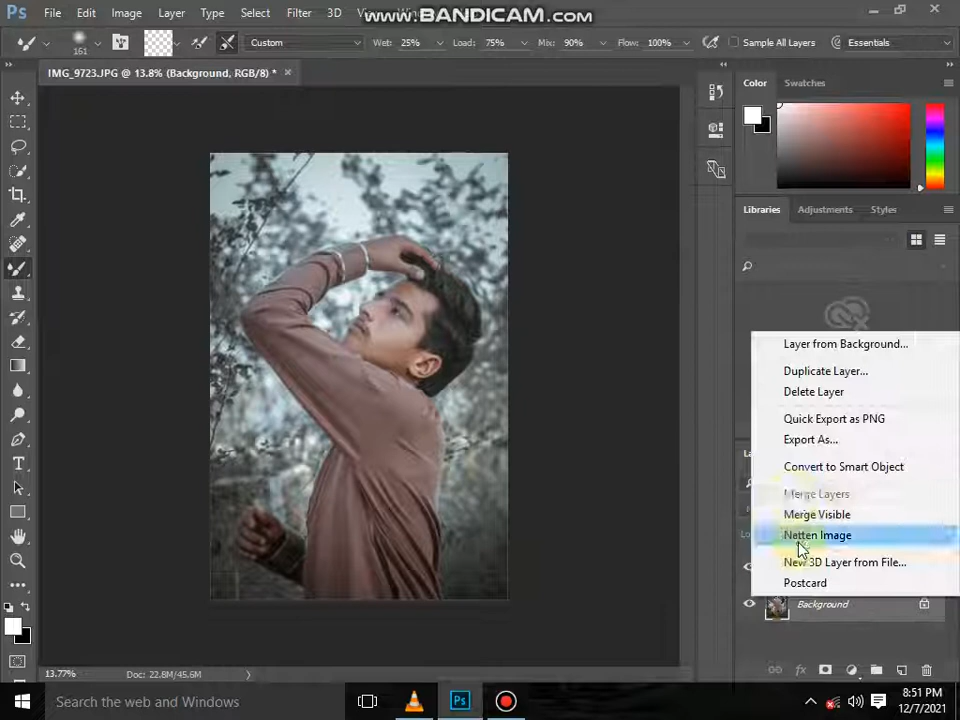 Ps File Edit Image Layer Type Select Filter 3D
www.BANDICAM.com
161 Custom Wet: 25% Load: 75% Mix: 90% Flow: 100% Sample All Layers Essentials
IMG_9723.JPG @ 13.8% (Background, RGB/8) *
Color Swatches
Libraries Adjustments Styles
Layer from Background...
Duplicate Layer...
Delete Layer
Quick Export as PNG
Export As...
Convert to Smart Object
Merge Layers
Merge Visible
Flatten Image
New 3D Layer from File...
Postcard
Background
13.77% Doc: 22.8M/45.6M
Search the web and Windows
Ps
8:51 PM
12/7/2021